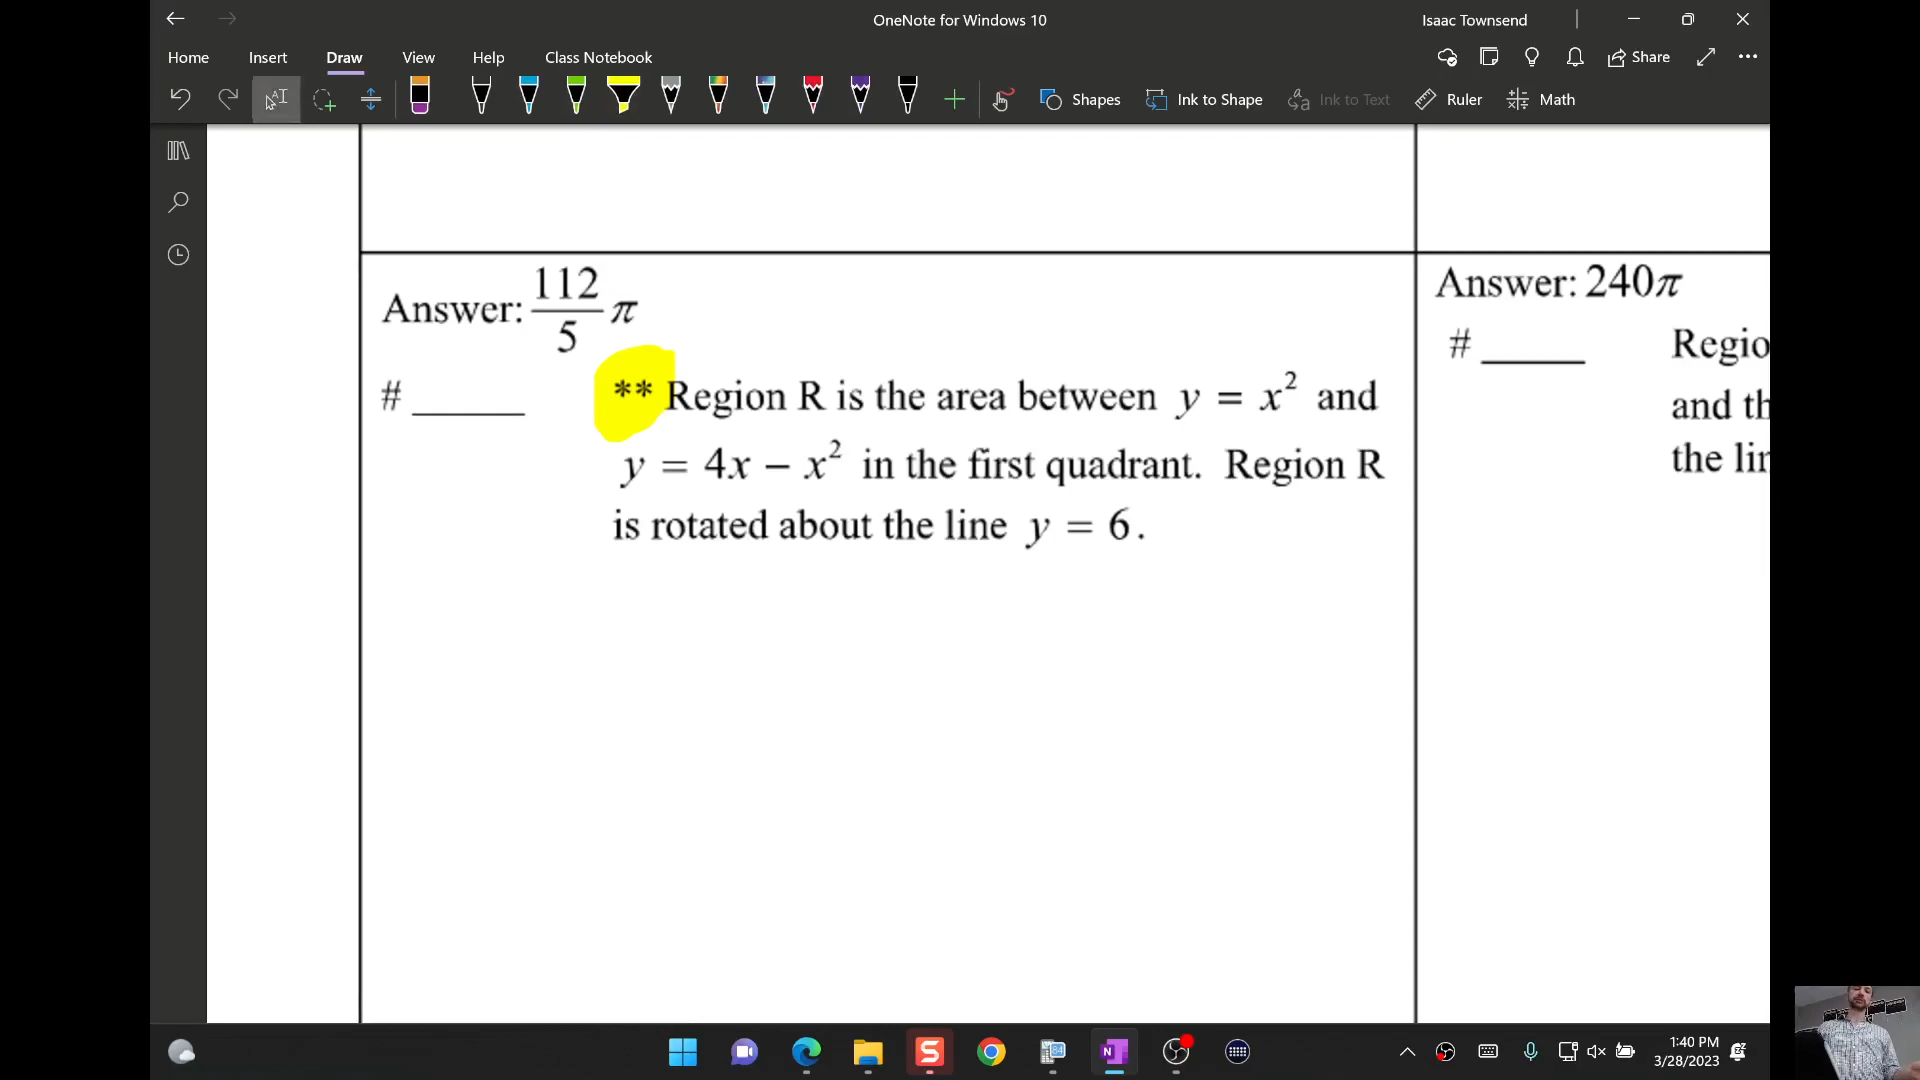 OneNote for Windows 10
Isaac Townsend
Home Insert Draw View Help Class Notebook
Share
Shapes Ink to Shape Ink to Text Ruler Math
Answer: 112/5 π
# ______ ** Region R is the area between y = x² and
y = 4x − x² in the first quadrant. Region R
is rotated about the line y = 6.
Answer: 240π
# ______ Regio
and th
the lin
1:40 PM
3/28/2023